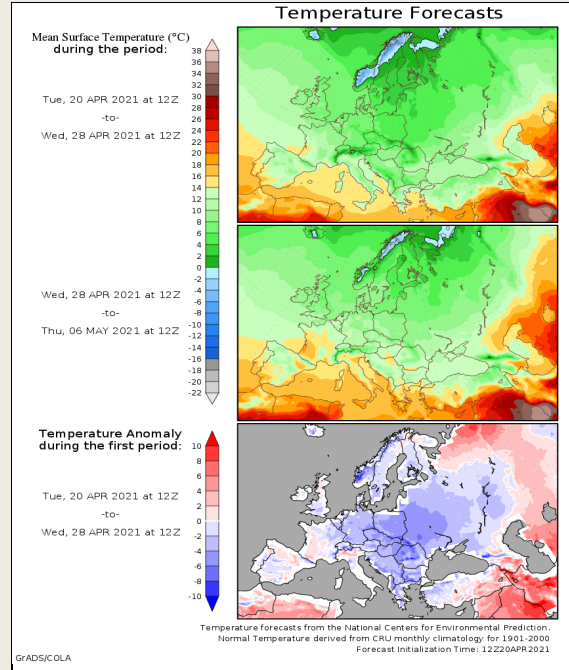 Temperature Forecasts
Mean Surface Temperature (°C)
during the period:
38
36
34
32
30
28
26
24
22
20
18
16
14
12
10
8
6
4
2
0
-2
-4
-6
-8
-10
-12
-14
-16
-18
-20
-22
Tue, 20 APR 2021 at 12Z
-to-
Wed, 28 APR 2021 at 12Z
Wed, 28 APR 2021 at 12Z
-to-
Thu, 06 MAY 2021 at 12Z
Temperature Anomaly
during the first period:
10
8
6
4
2
0
-2
-4
-6
-8
-10
Tue, 20 APR 2021 at 12Z
-to-
Wed, 28 APR 2021 at 12Z
Temperature forecasts from the National Centers for Environmental Prediction.
Normal Temperature derived from CRU monthly climatology for 1901-2000
Forecast Initialization Time: 12Z20APR2021
GrADS/COLA